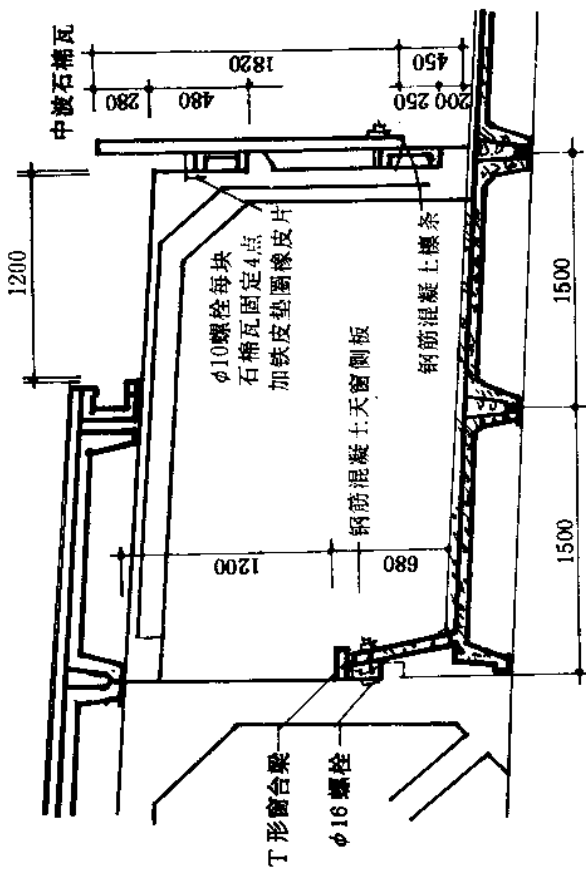 中波石棉瓦
280
480
1820
250
200
450
1200
φ10螺栓每块
石棉瓦固定4点
加铁皮垫圈橡皮片
钢筋混凝土檩条
钢筋混凝土天窗侧板
1200
680
T形窗台梁
φ16螺栓
1500
1500